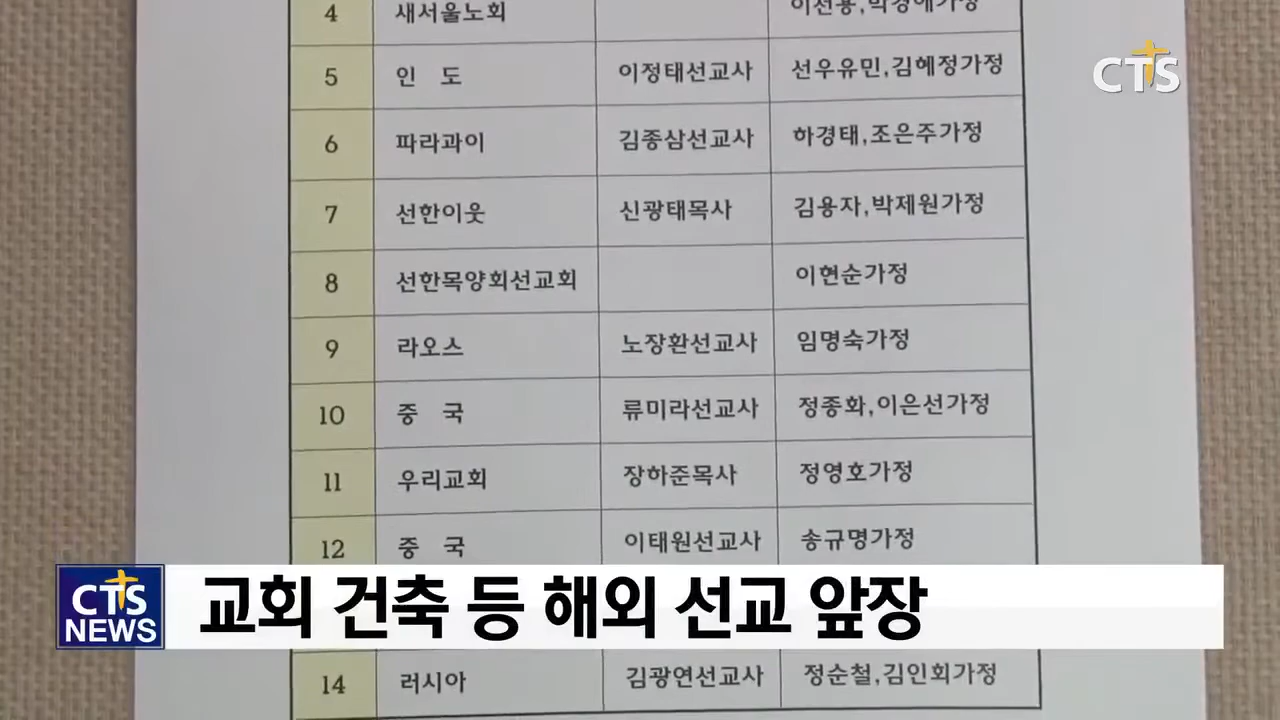 4 새서울노회 이선용,박경애가정
CTS
5 인 도 이정태선교사 선우유민,김혜정가정
6 파라과이 김종삼선교사 하경태,조은주가정
7 선한이웃 신광태목사 김용자,박제원가정
8 선한목양회선교회 이현순가정
9 라오스 노장환선교사 임명숙가정
10 중 국 류미라선교사 정종화,이은선가정
11 우리교회 장하준목사 정영호가정
12 중 국 이태원선교사 송규명가정
CTS NEWS
교회 건축 등 해외 선교 앞장
14 러시아 김광연선교사 정순철,김인회가정